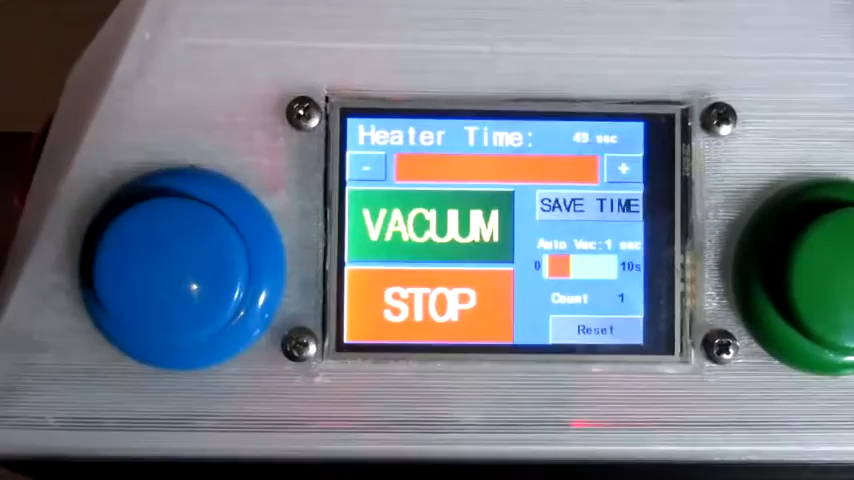 Heater Time: 45 sec
- +
VACUUM
SAVE TIME
Auto Vac:1 sec
0 10s
STOP
Count 1
Reset